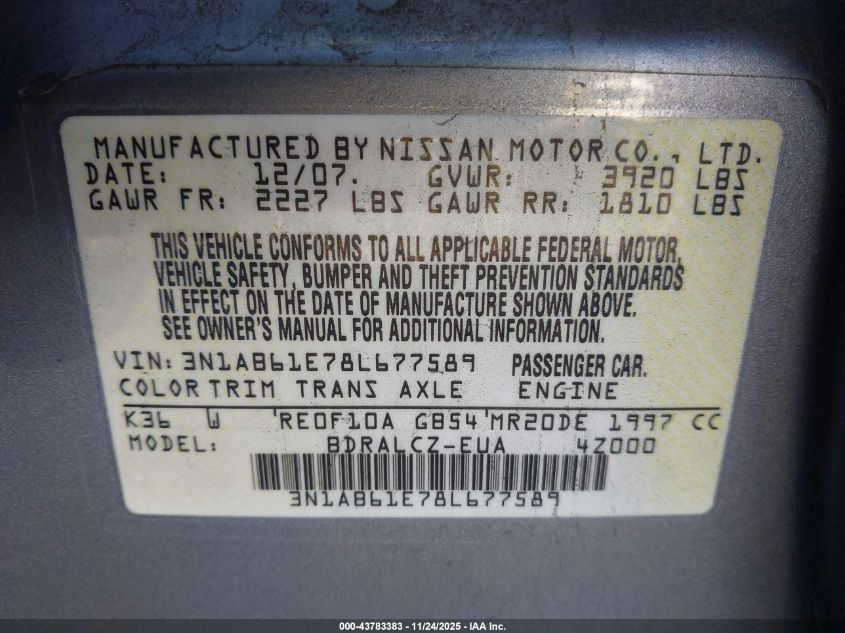 MANUFACTURED BY NISSAN MOTOR CO., LTD.
DATE: 12/07. GVWR: 3920 LBS
GAWR FR: 2227 LBS GAWR RR: 1810 LBS
THIS VEHICLE CONFORMS TO ALL APPLICABLE FEDERAL MOTOR,
VEHICLE SAFETY, BUMPER AND THEFT PREVENTION STANDARDS
IN EFFECT ON THE DATE OF MANUFACTURE SHOWN ABOVE.
SEE OWNER'S MANUAL FOR ADDITIONAL INFORMATION.
VIN: 3N1AB61E78L677589 PASSENGER CAR.
COLOR TRIM TRANS AXLE ENGINE
K36 W 'RE0F10A GB54'MR20DE 1997 CC
MODEL: BDRALCZ-EUA 4Z000
3N1AB61E78L677589
000-43783383 - 11/24/2025 - IAA Inc.